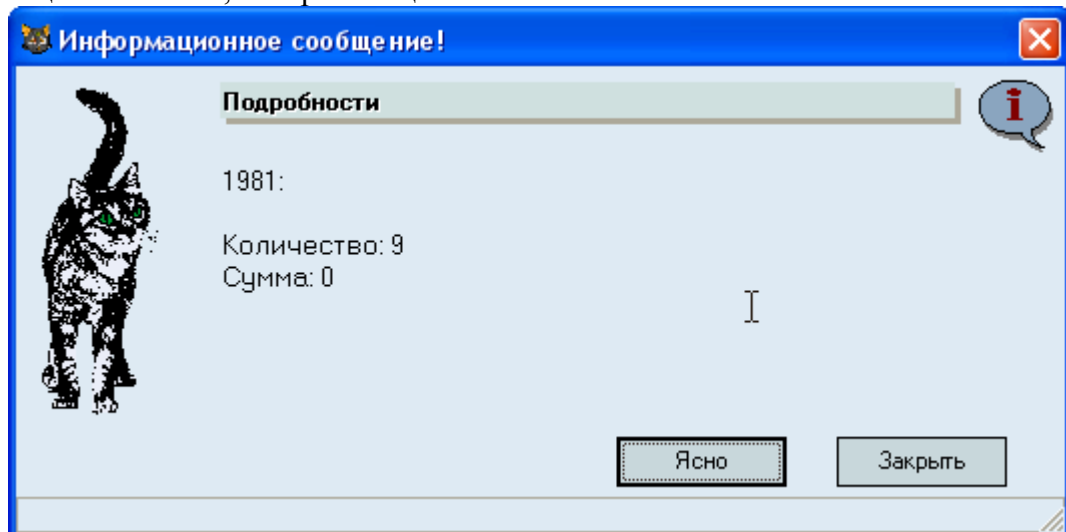 Информационное сообщение!
Подробности
1981:
Количество: 9
Сумма: 0
Ясно
Закрыть